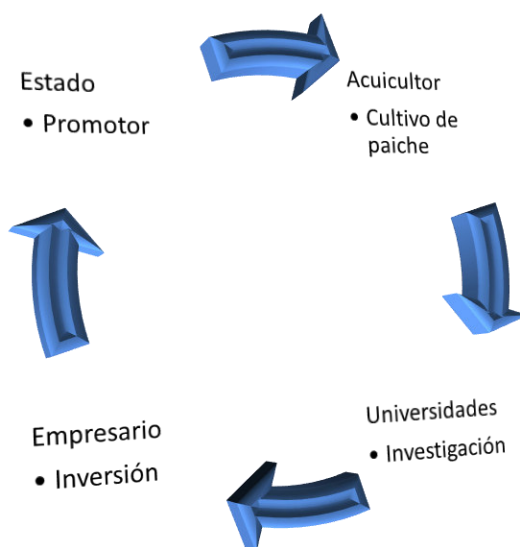 Estado
• Promotor
Acuicultor
• Cultivo de
paiche
Universidades
• Investigación
Empresario
• Inversión